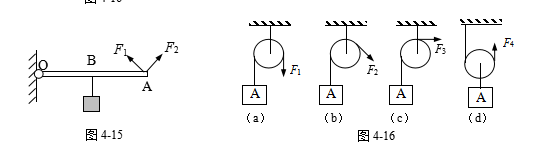 F₁ F₂
O B A
图 4-15
F₁ F₂ F₃ F₄
A A A A
(a) (b) (c) (d)
图 4-16